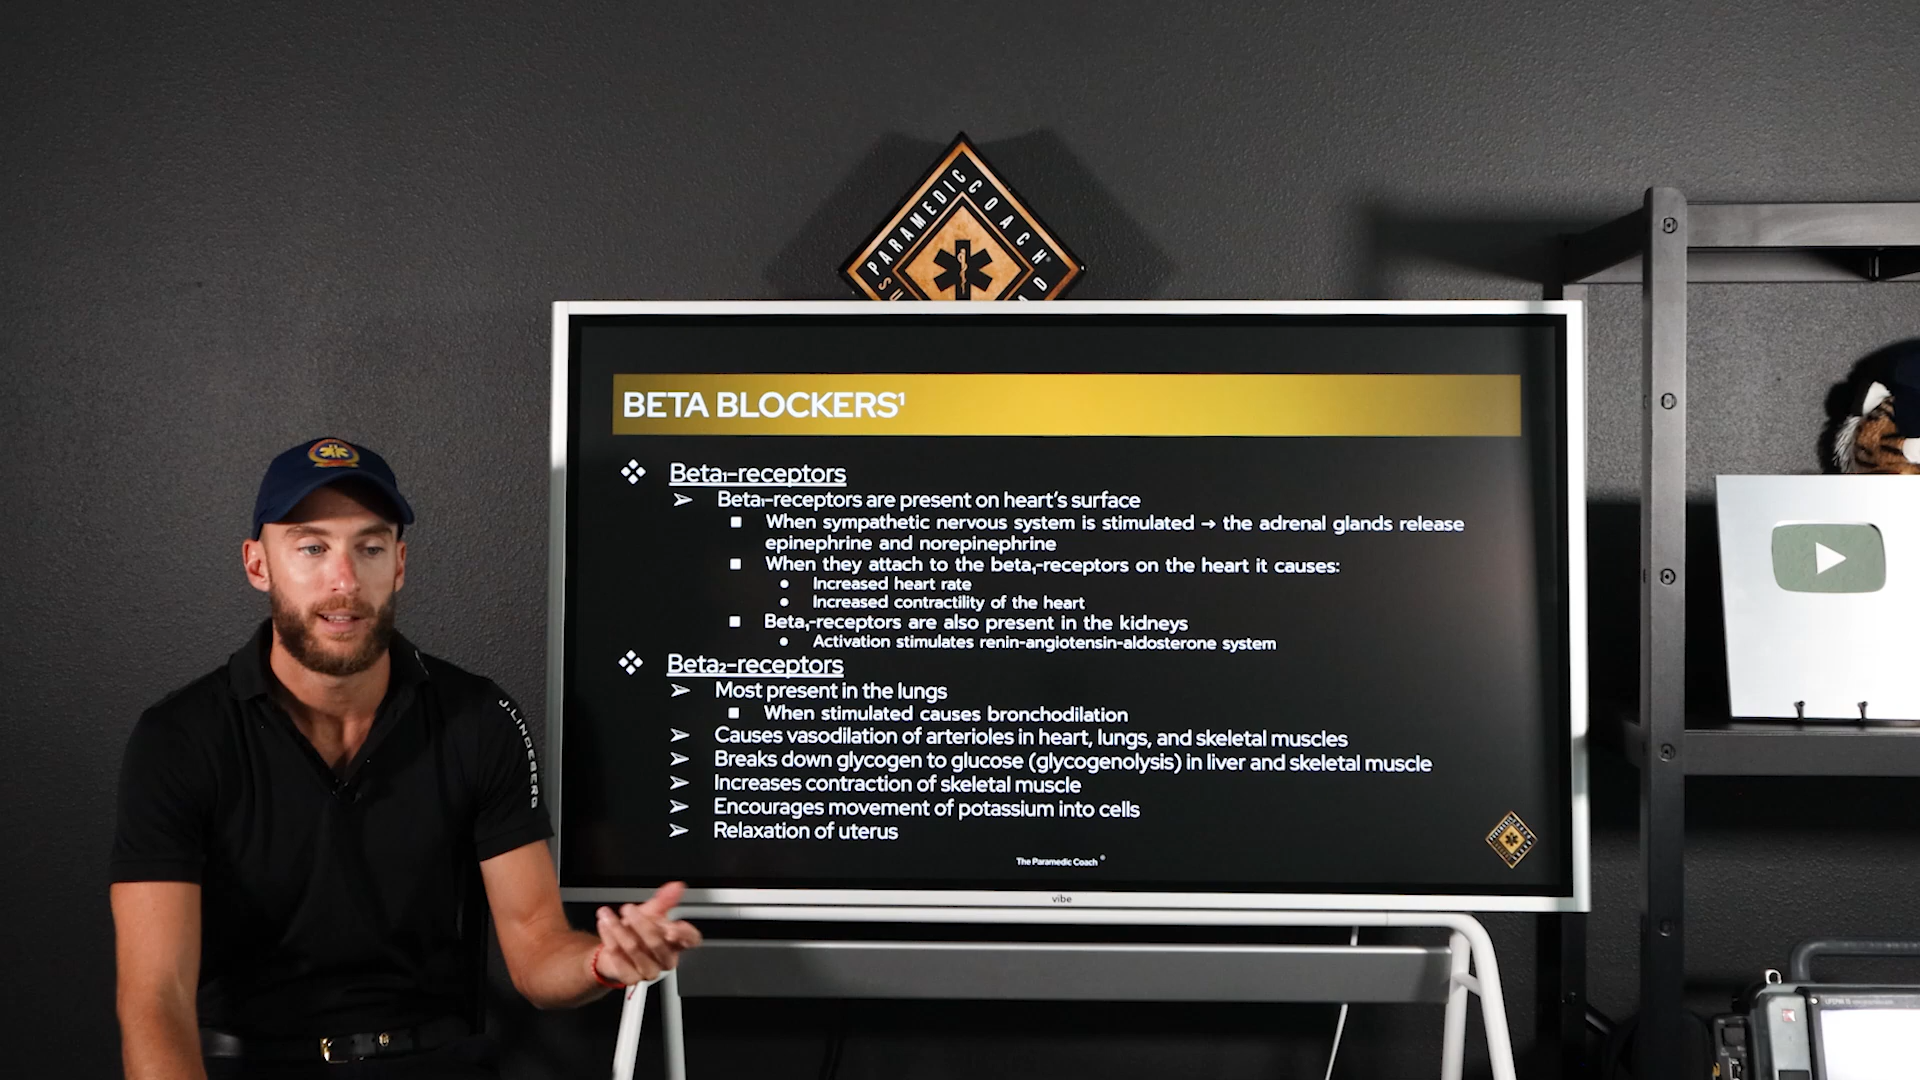 PARAMEDIC COACH
BETA BLOCKERS¹
❖ Beta₁-receptors
➢ Beta₁-receptors are present on heart's surface
▪ When sympathetic nervous system is stimulated → the adrenal glands release
epinephrine and norepinephrine
▪ When they attach to the beta₁-receptors on the heart it causes:
• Increased heart rate
• Increased contractility of the heart
▪ Beta₁-receptors are also present in the kidneys
• Activation stimulates renin-angiotensin-aldosterone system
❖ Beta₂-receptors
➢ Most present in the lungs
▪ When stimulated causes bronchodilation
➢ Causes vasodilation of arterioles in heart, lungs, and skeletal muscles
➢ Breaks down glycogen to glucose (glycogenolysis) in liver and skeletal muscle
➢ Increases contraction of skeletal muscle
➢ Encourages movement of potassium into cells
➢ Relaxation of uterus
The Paramedic Coach®
vibe
J.LINDEBERG